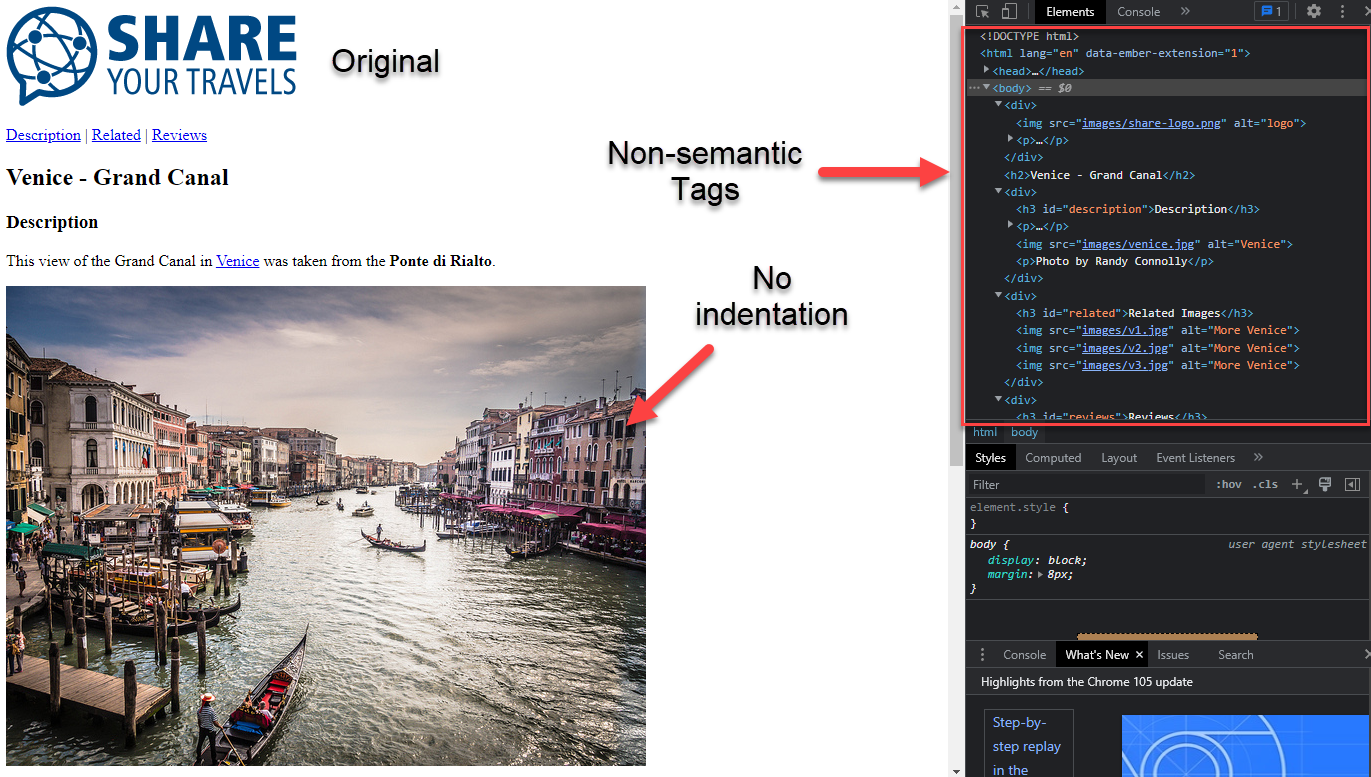 SHARE
YOUR TRAVELS
Original
Description | Related | Reviews
Venice - Grand Canal
Description
This view of the Grand Canal in Venice was taken from the Ponte di Rialto.
Non-semantic
Tags
No
indentation
Elements Console » 1
<!DOCTYPE html>
<html lang="en" data-ember-extension="1">
<head>…</head>
<body> == $0
<div>
<img src="images/share-logo.png" alt="logo">
<p>…</p>
</div>
<h2>Venice - Grand Canal</h2>
<div>
<h3 id="description">Description</h3>
<p>…</p>
<img src="images/venice.jpg" alt="Venice">
<p>Photo by Randy Connolly</p>
</div>
<div>
<h3 id="related">Related Images</h3>
<img src="images/v1.jpg" alt="More Venice">
<img src="images/v2.jpg" alt="More Venice">
<img src="images/v3.jpg" alt="More Venice">
</div>
<div>
<h3 id="reviews">Reviews</h3>
html body
Styles Computed Layout Event Listeners »
Filter :hov .cls +
element.style {
}
body { user agent stylesheet
display: block;
margin: 8px;
}
Console What's New × Issues Search
Highlights from the Chrome 105 update
Step-by-
step replay
in the